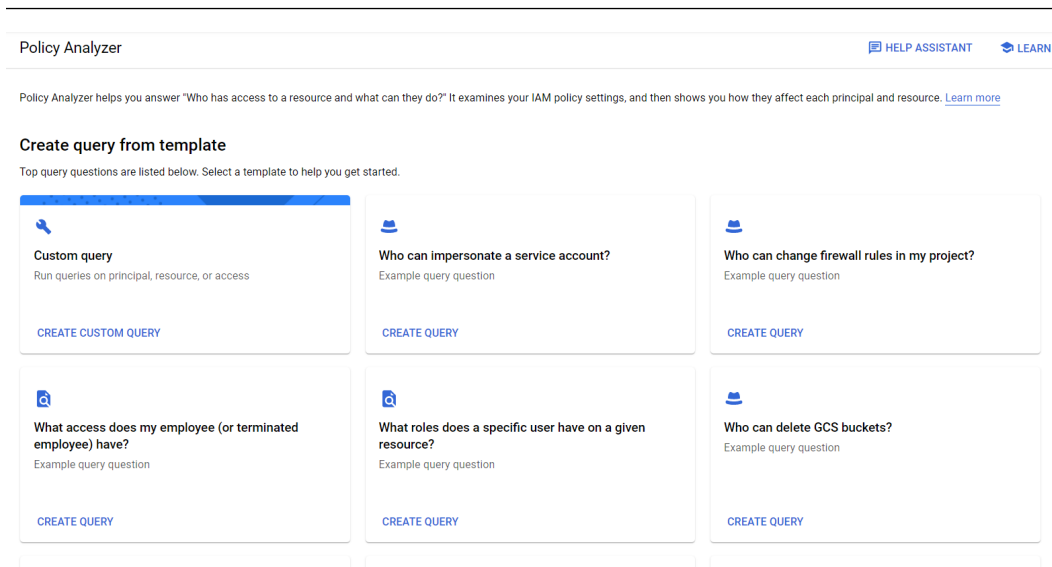 Policy Analyzer
HELP ASSISTANT
LEARN
Policy Analyzer helps you answer "Who has access to a resource and what can they do?" It examines your IAM policy settings, and then shows you how they affect each principal and resource. Learn more
Create query from template
Top query questions are listed below. Select a template to help you get started.
Custom query
Run queries on principal, resource, or access
CREATE CUSTOM QUERY
Who can impersonate a service account?
Example query question
CREATE QUERY
Who can change firewall rules in my project?
Example query question
CREATE QUERY
What access does my employee (or terminated
employee) have?
Example query question
CREATE QUERY
What roles does a specific user have on a given
resource?
Example query question
CREATE QUERY
Who can delete GCS buckets?
Example query question
CREATE QUERY